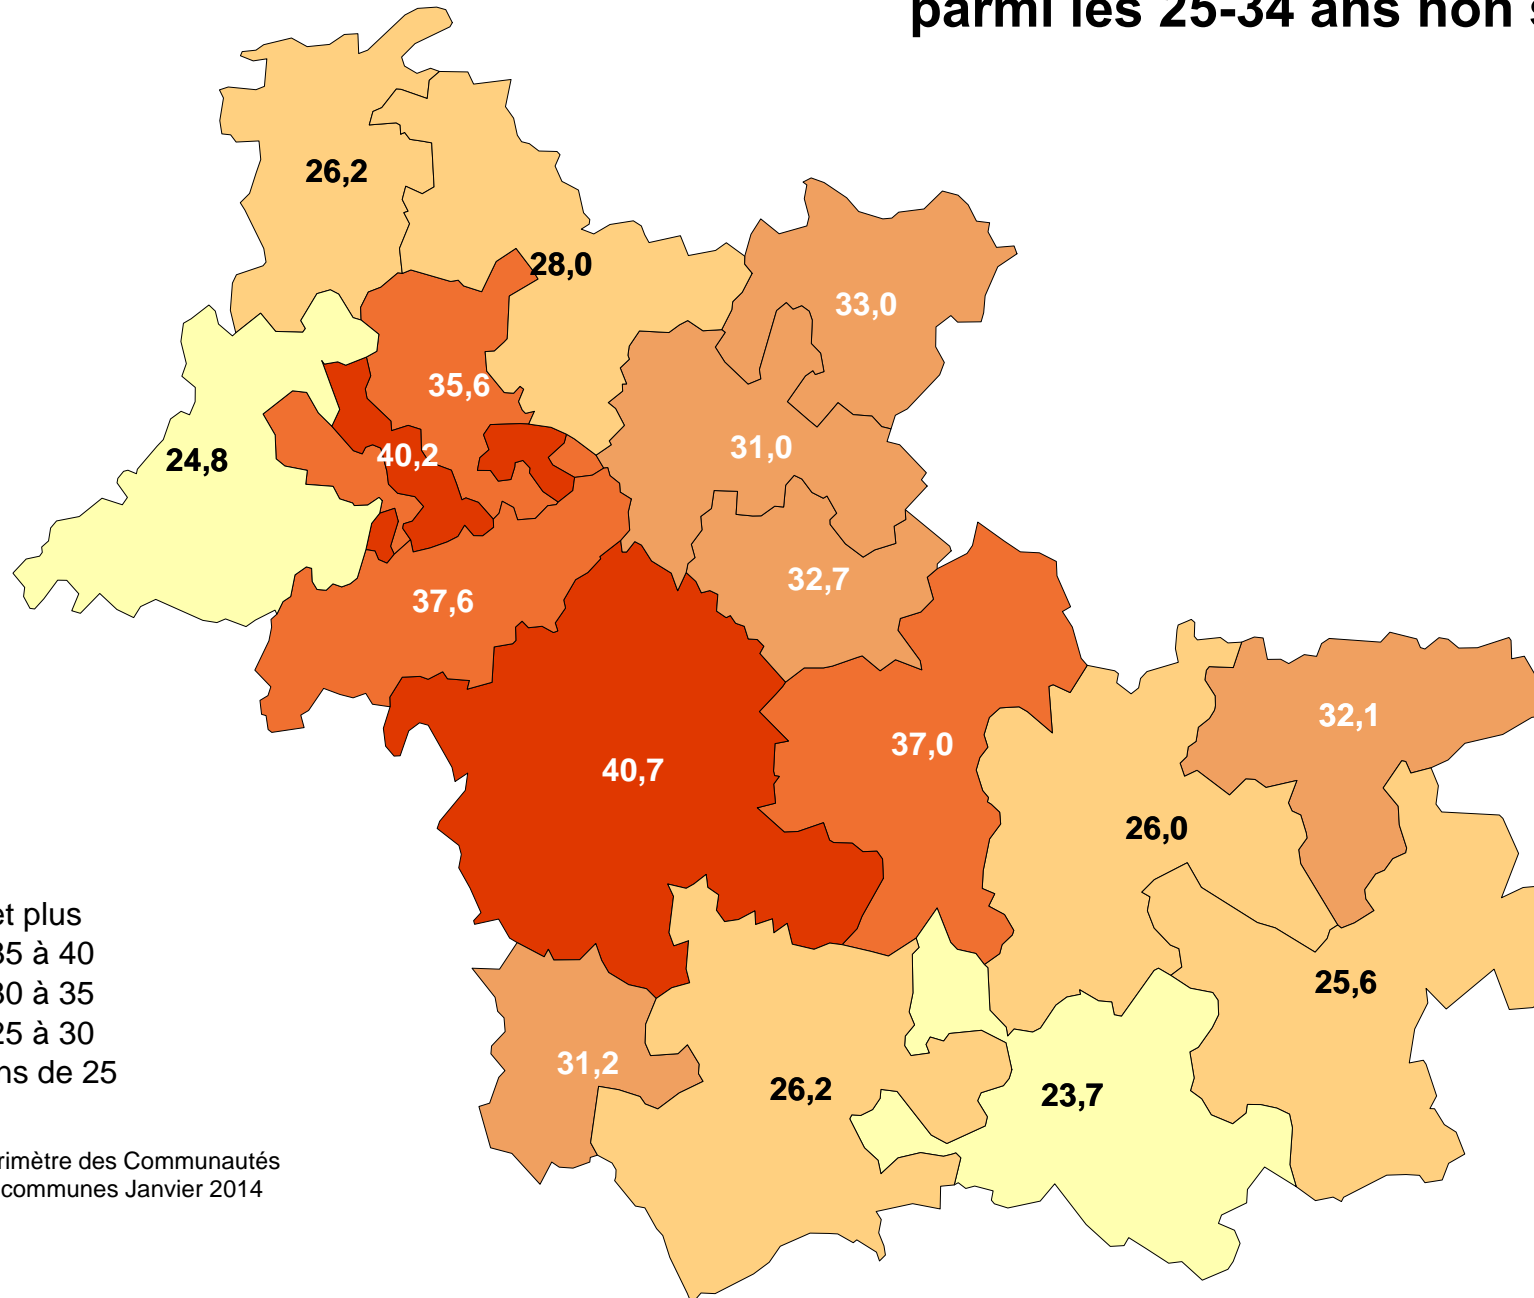 parmi les 25-34 ans non
26,2
28,0
33,0
35,6
40,2
31,0
24,8
32,7
37,6
32,1
37,0
40,7
26,0
25,6
31,2
26,2
23,7
et plus
35 à 40
30 à 35
25 à 30
de 25
des Communautés
communes Janvier 2014